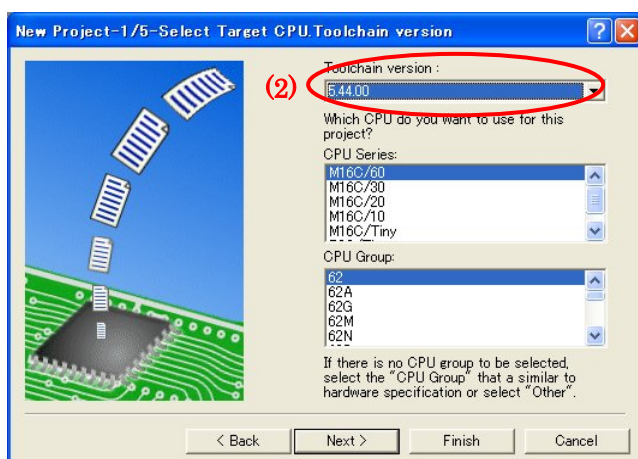 New Project-1/5-Select Target CPU,Toolchain version
(2)
Toolchain version :
5.44.00
Which CPU do you want to use for this
project?
CPU Series:
M16C/60
M16C/30
M16C/20
M16C/10
M16C/Tiny
CPU Group:
62
62A
62G
62M
62N
If there is no CPU group to be selected,
select the "CPU Group" that a similar to
hardware specification or select "Other".
< Back
Next >
Finish
Cancel